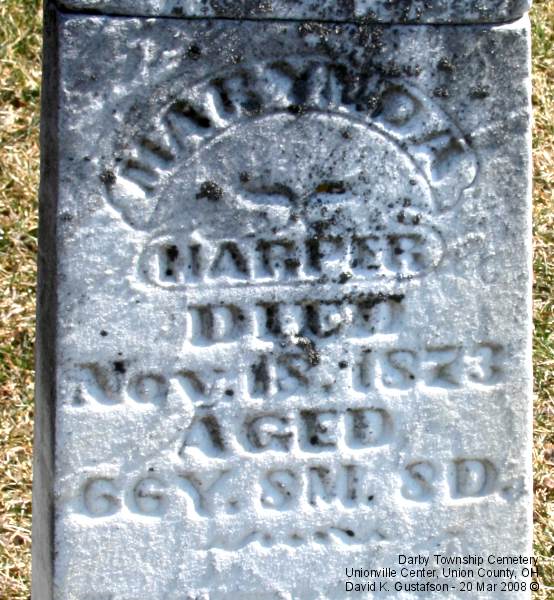 MARYNDA
HARPER
DIED
Nov. 18. 1873
AGED
66Y. 8M. 8D.
Darby Township Cemetery
Unionville Center, Union County, OH
David K. Gustafson - 20 Mar 2008 ©